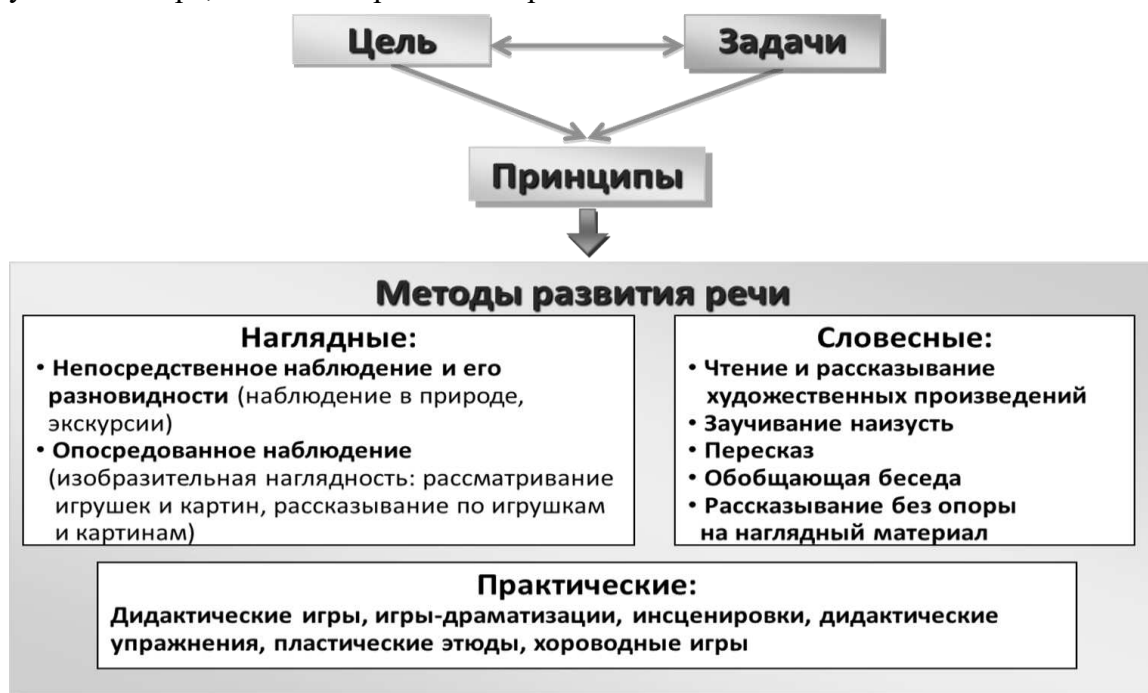 Цель
Задачи
Принципы
Методы развития речи
Наглядные:
• Непосредственное наблюдение и его
разновидности (наблюдение в природе,
экскурсии)
• Опосредованное наблюдение
(изобразительная наглядность: рассматривание
игрушек и картин, рассказывание по игрушкам
и картинам)
Словесные:
• Чтение и рассказывание
художественных произведений
• Заучивание наизусть
• Пересказ
• Обобщающая беседа
• Рассказывание без опоры
на наглядный материал
Практические:
Дидактические игры, игры-драматизации, инсценировки, дидактические
упражнения, пластические этюды, хороводные игры